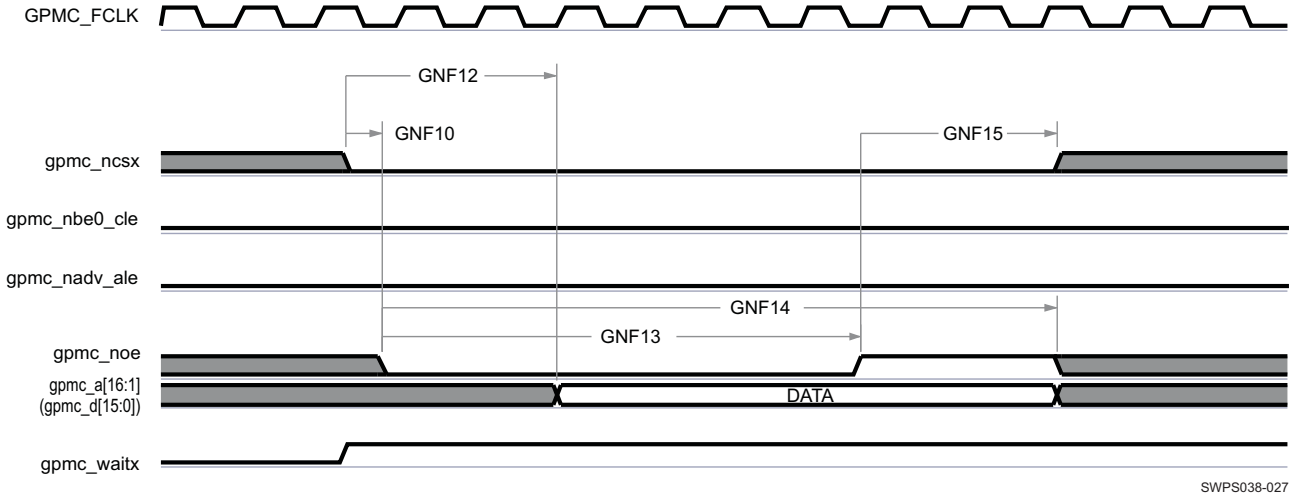 GPMC_FCLK
GNF12
GNF10
GNF15
gpmc_ncsx
gpmc_nbe0_cle
gpmc_nadv_ale
GNF14
GNF13
gpmc_noe
gpmc_a[16:1]
(gpmc_d[15:0])
DATA
gpmc_waitx
SWPS038-027